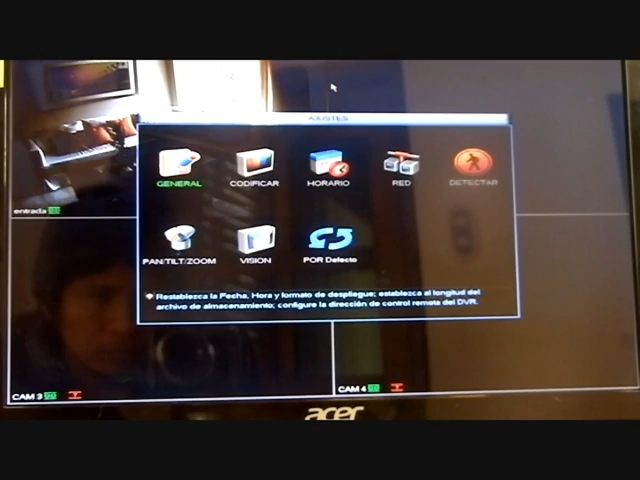 AJUSTES
GENERAL CODIFICAR HORARIO RED DETECTAR
PAN/TILT/ZOOM VISION POR Defecto
Restablezca la Fecha, Hora y formato de despliegue; establezca al longitud del
archivo de almacenamiento; configure la dirección de control remota del DVR.
entrada
CAM 3
CAM 4
acer